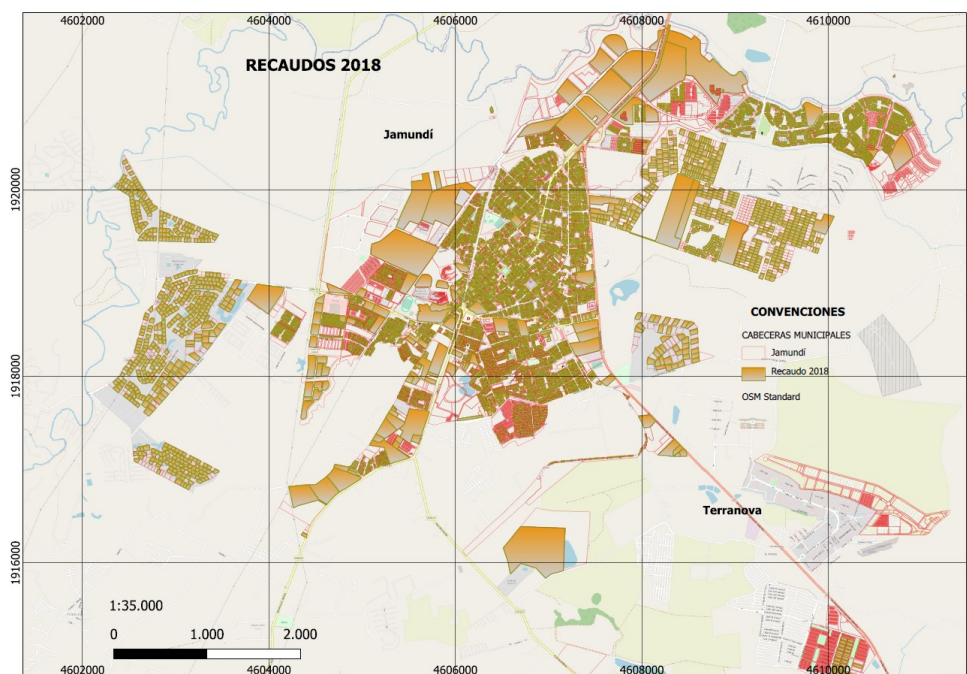 4602000
4604000
4606000
4608000
4610000
RECAUDOS 2018
Jamundí
1920000
CONVENCIONES
CABECERAS MUNICIPALES
Jamundí
Recaudo 2018
1918000
OSM Standard
Terranova
1916000
1:35.000
0 1.000 2.000
4602000
4604000
4606000
4608000
4610000